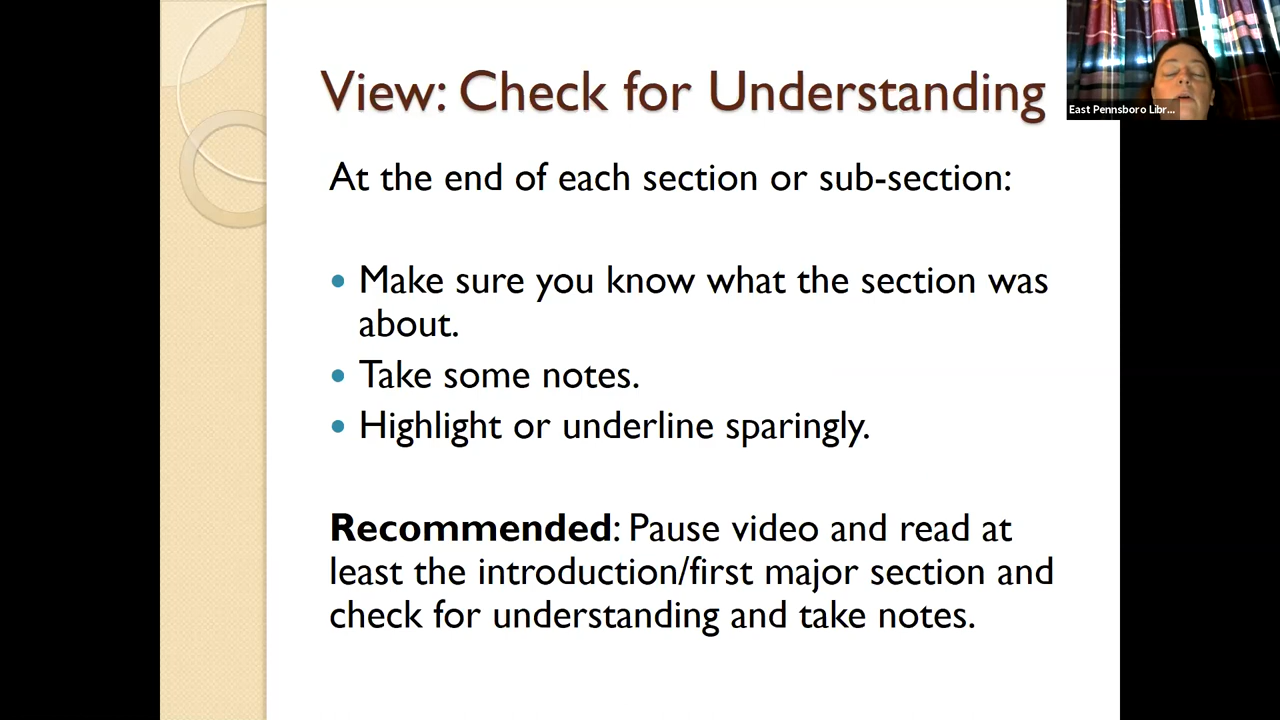 View: Check for Understanding
East Pennsboro Libr...
At the end of each section or sub-section:
• Make sure you know what the section was
about.
• Take some notes.
• Highlight or underline sparingly.
Recommended: Pause video and read at
least the introduction/first major section and
check for understanding and take notes.